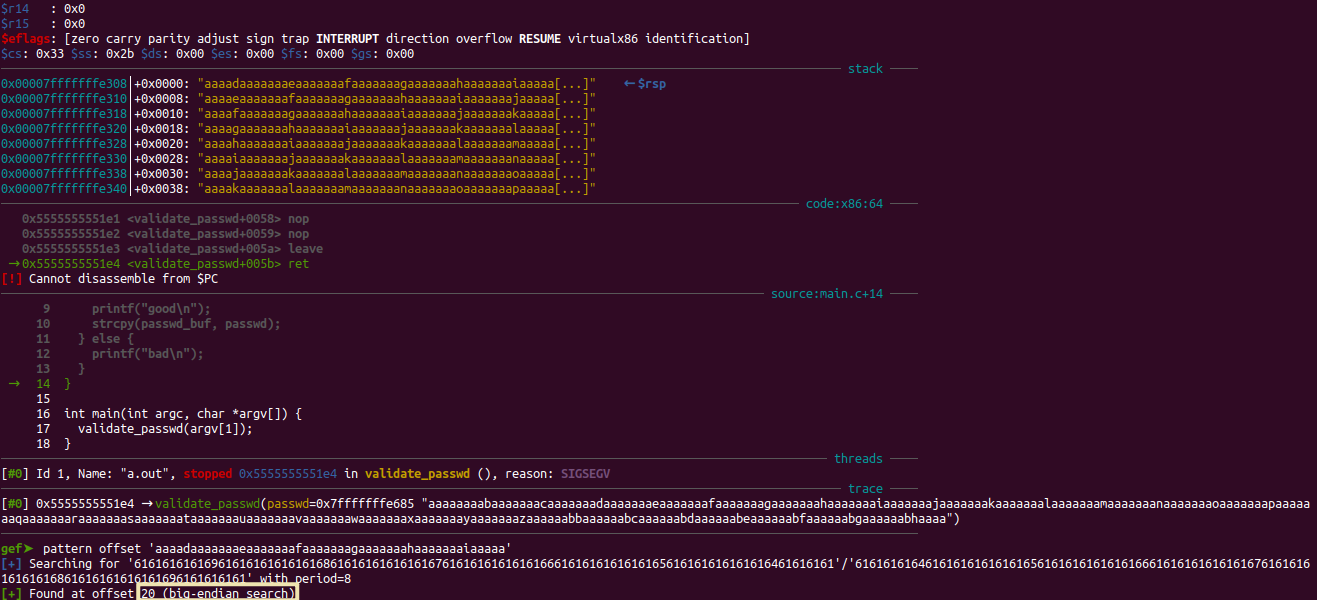 $r14   : 0x0
$r15   : 0x0
$eflags: [zero carry parity adjust sign trap INTERRUPT direction overflow RESUME virtualx86 identification]
$cs: 0x33 $ss: 0x2b $ds: 0x00 $es: 0x00 $fs: 0x00 $gs: 0x00
stack
0x00007fffffffe308│+0x0000: "aaaadaaaaaaaeaaaaaaafaaaaaaagaaaaaaahaaaaaaaiaaaaa[...]"    ←$rsp
0x00007fffffffe310│+0x0008: "aaaaeaaaaaaafaaaaaaagaaaaaaahaaaaaaaiaaaaaaajaaaaa[...]"
0x00007fffffffe318│+0x0010: "aaaafaaaaaaagaaaaaaahaaaaaaaiaaaaaaajaaaaaaakaaaaa[...]"
0x00007fffffffe320│+0x0018: "aaaagaaaaaaahaaaaaaaiaaaaaaajaaaaaaakaaaaaaalaaaaa[...]"
0x00007fffffffe328│+0x0020: "aaaahaaaaaaaiaaaaaaajaaaaaaakaaaaaaalaaaaaaamaaaaa[...]"
0x00007fffffffe330│+0x0028: "aaaaiaaaaaaajaaaaaaakaaaaaaalaaaaaaamaaaaaaanaaaaa[...]"
0x00007fffffffe338│+0x0030: "aaaajaaaaaaakaaaaaaalaaaaaaamaaaaaaanaaaaaaaoaaaaa[...]"
0x00007fffffffe340│+0x0038: "aaaakaaaaaaalaaaaaaamaaaaaaanaaaaaaaoaaaaaaapaaaaa[...]"
code:x86:64
0x5555555551e1 <validate_passwd+0058> nop
0x5555555551e2 <validate_passwd+0059> nop
0x5555555551e3 <validate_passwd+005a> leave
→0x5555555551e4 <validate_passwd+005b> ret
[!] Cannot disassemble from $PC
source:main.c+14
9      printf("good\n");
10      strcpy(passwd_buf, passwd);
11    } else {
12      printf("bad\n");
13    }
→  14  }
15
16  int main(int argc, char *argv[]) {
17    validate_passwd(argv[1]);
18  }
threads
[#0] Id 1, Name: "a.out", stopped 0x5555555551e4 in validate_passwd (), reason: SIGSEGV
trace
[#0] 0x5555555551e4 →validate_passwd(passwd=0x7fffffffe685 "aaaaaaaabaaaaaaacaaaaaaadaaaaaaaeaaaaaaafaaaaaaagaaaaaaahaaaaaaaiaaaaaaajaaaaaaakaaaaaaalaaaaaaamaaaaaaanaaaaaaaoaaaaaaapaaaaa
aaqaaaaaaaraaaaaaasaaaaaaataaaaaaauaaaaaaavaaaaaaawaaaaaaaxaaaaaaayaaaaaaazaaaaaabbaaaaaabcaaaaaabdaaaaaabeaaaaaabfaaaaaabgaaaaaabhaaaa")
gef➤  pattern offset 'aaaadaaaaaaaeaaaaaaafaaaaaaagaaaaaaahaaaaaaaiaaaaa'
[+] Searching for '6161616161696161616161616168616161616161616761616161616161666161616161616165616161616161616461616161'/'61616161646161616161616165616161616161616661616161616161676161616
1616161616861616161616161696161616161' with period=8
[+] Found at offset 20 (big-endian search)